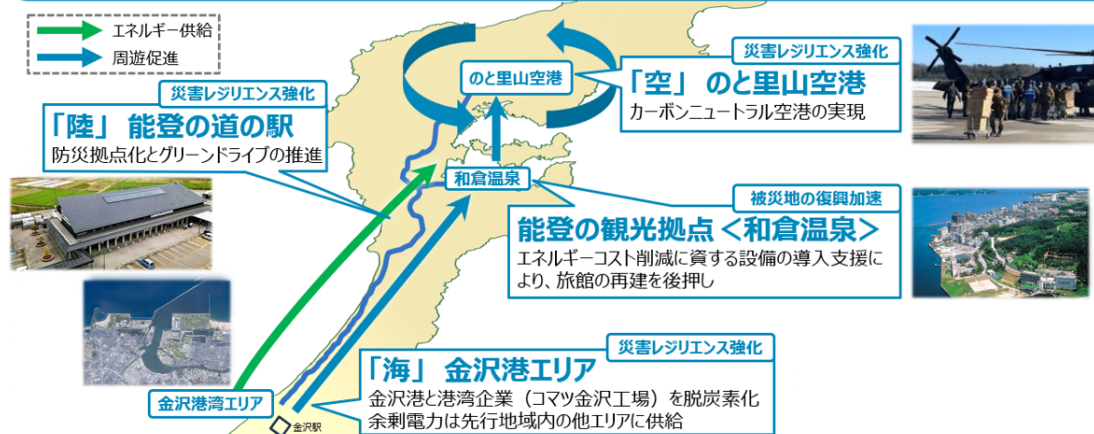 エネルギー供給
周遊促進
災害レジリエンス強化
「陸」 能登の道の駅
防災拠点化とグリーンドライブの推進
のと里山空港
災害レジリエンス強化
「空」 のと里山空港
カーボンニュートラル空港の実現
和倉温泉
被災地の復興加速
能登の観光拠点<和倉温泉>
エネルギーコスト削減に資する設備の導入支援に
より、旅館の再建を後押し
災害レジリエンス強化
「海」 金沢港エリア
金沢港と港湾企業(コマツ金沢工場)を脱炭素化
余剰電力は先行地域内の他エリアに供給
金沢港湾エリア
金沢駅